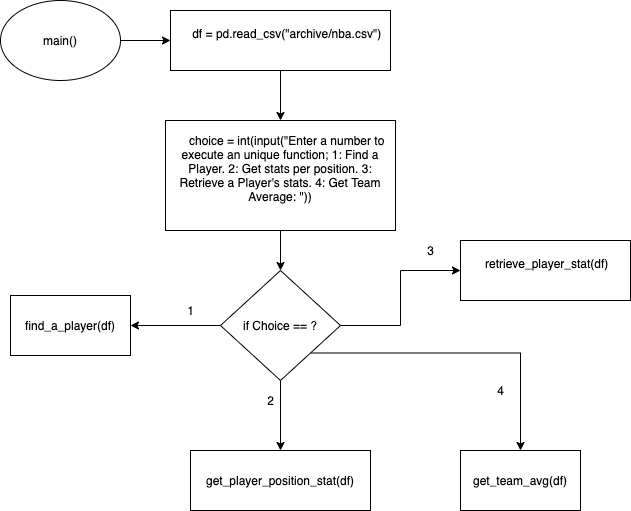 main()
df = pd.read_csv("archive/nba.csv")
choice = int(input("Enter a number to
execute an unique function; 1: Find a
Player. 2: Get stats per position. 3:
Retrieve a Player's stats. 4: Get Team
Average: "))
3
retrieve_player_stat(df)
1
find_a_player(df)
if Choice == ?
2
4
get_player_position_stat(df)
get_team_avg(df)